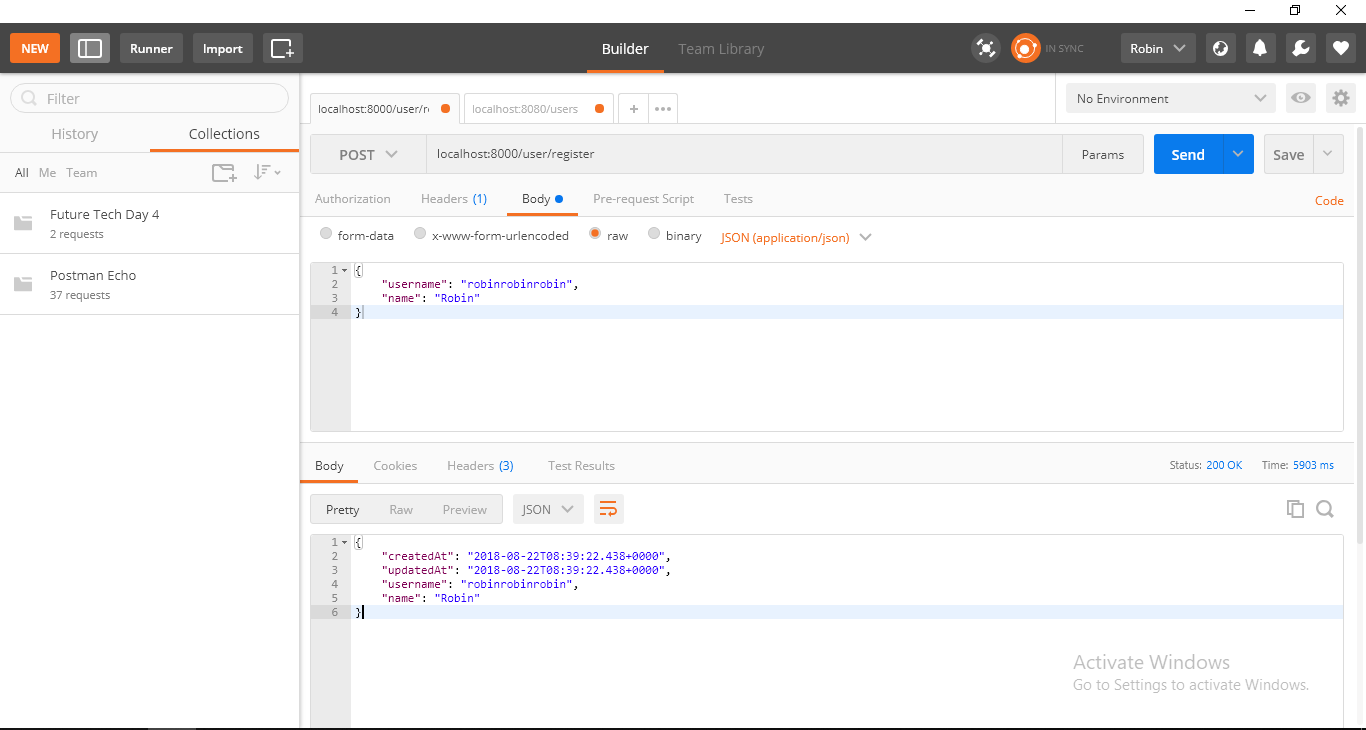 NEW Runner Import Builder Team Library IN SYNC Robin
Filter
History Collections
All Me Team
Future Tech Day 4
2 requests
Postman Echo
37 requests
localhost:8000/user/r localhost:8080/users + ••• No Environment
POST localhost:8000/user/register Params Send Save
Authorization Headers (1) Body Pre-request Script Tests Code
form-data x-www-form-urlencoded raw binary JSON (application/json)
1 {
2 "username": "robinrobinrobin",
3 "name": "Robin"
4 }
Body Cookies Headers (3) Test Results Status: 200 OK Time: 5903 ms
Pretty Raw Preview JSON
1 {
2 "createdAt": "2018-08-22T08:39:22.438+0000",
3 "updatedAt": "2018-08-22T08:39:22.438+0000",
4 "username": "robinrobinrobin",
5 "name": "Robin"
6 }
Activate Windows
Go to Settings to activate Windows.